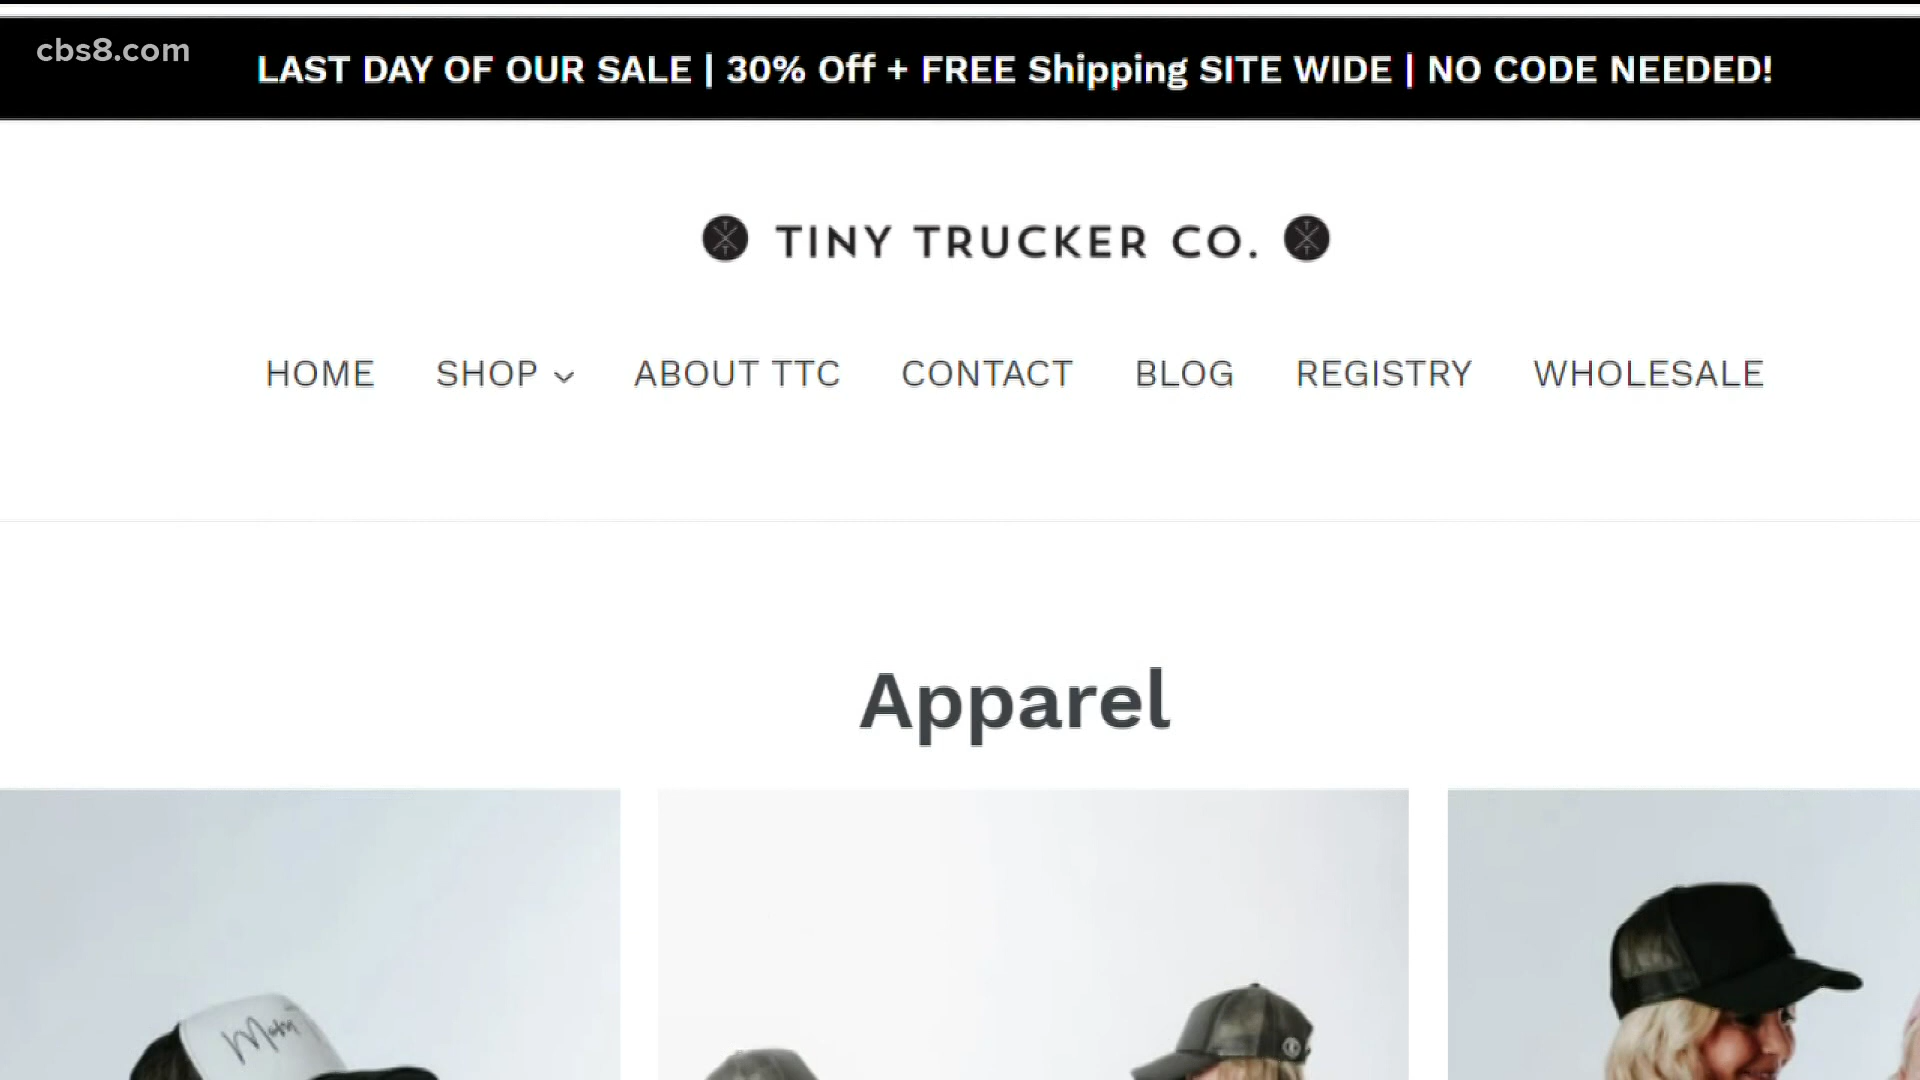 cbs8.com
LAST DAY OF OUR SALE | 30% Off + FREE Shipping SITE WIDE | NO CODE NEEDED!
TINY TRUCKER CO.
HOME SHOP ABOUT TTC CONTACT BLOG REGISTRY WHOLESALE
Apparel
Mama